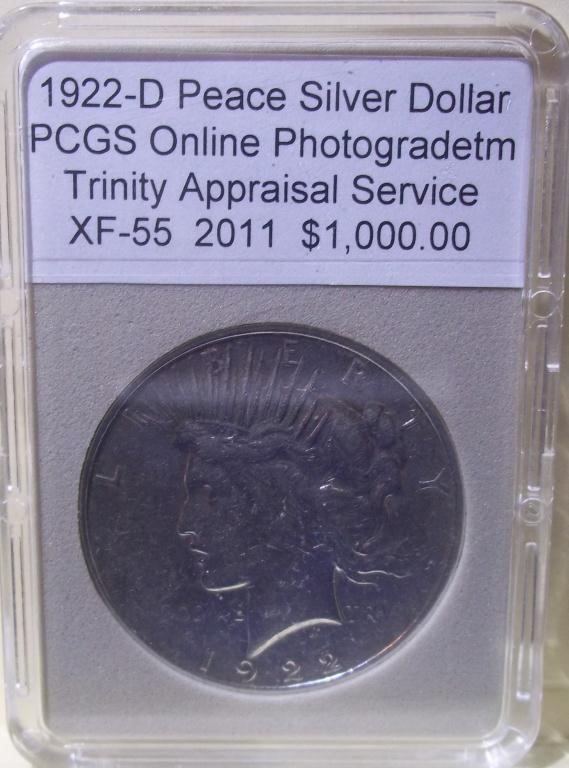 1922-D Peace Silver Dollar
PCGS Online Photogradetm
Trinity Appraisal Service
XF-55 2011 $1,000.00
LIBERTY
1922